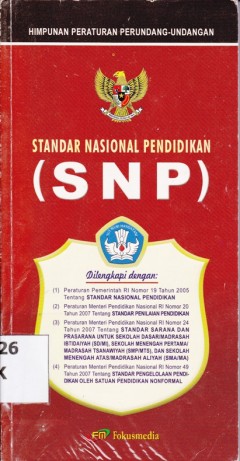 HIMPUNAN PERATURAN PERUNDANG-UNDANGAN
STANDAR NASIONAL PENDIDIKAN
(SNP)
Dilengkapi dengan:
(1) Peraturan Pemerintah RI Nomor 19 Tahun 2005
Tentang STANDAR NASIONAL PENDIDIKAN
(2) Peraturan Menteri Pendidikan Nasional RI Nomor 20
Tahun 2007 Tentang STANDAR PENILAIAN PENDIDIKAN
(3) Peraturan Menteri Pendidikan Nasional RI Nomor 24
Tahun 2007 Tentang STANDAR SARANA DAN
PRASARANA UNTUK SEKOLAH DASAR/MADRASAH
IBTIDAIYAH (SD/MI), SEKOLAH MENENGAH PERTAMA/
MADRASAH TSANAWIYAH (SMP/MTS), DAN SEKOLAH
MENENGAH ATAS/MADRASAH ALIYAH (SMA/MA)
(4) Peraturan Menteri Pendidikan Nasional RI Nomor 49
Tahun 2007 Tentang STANDAR PENGELOLAAN PENDI-
DIKAN OLEH SATUAN PENDIDIKAN NONFORMAL
26
K
Fokusmedia